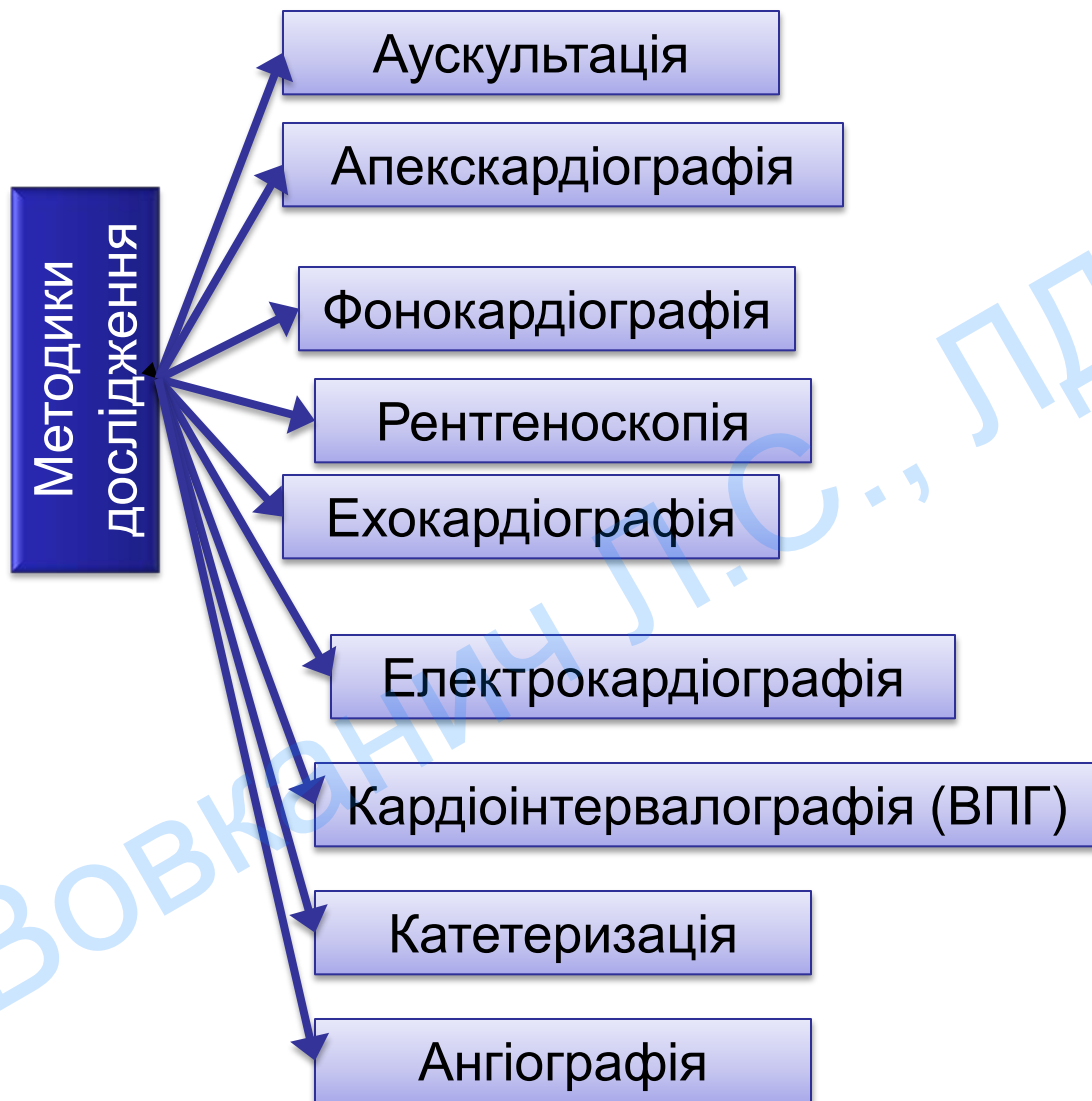 Методики
дослідження
Аускультація
Апекскардіографія
Фонокардіографія
Рентгеноскопія
Ехокардіографія
Електрокардіографія
Кардіоінтервалографія (ВПГ)
Катетеризація
Ангіографія
Вовканич Л.С., ЛД